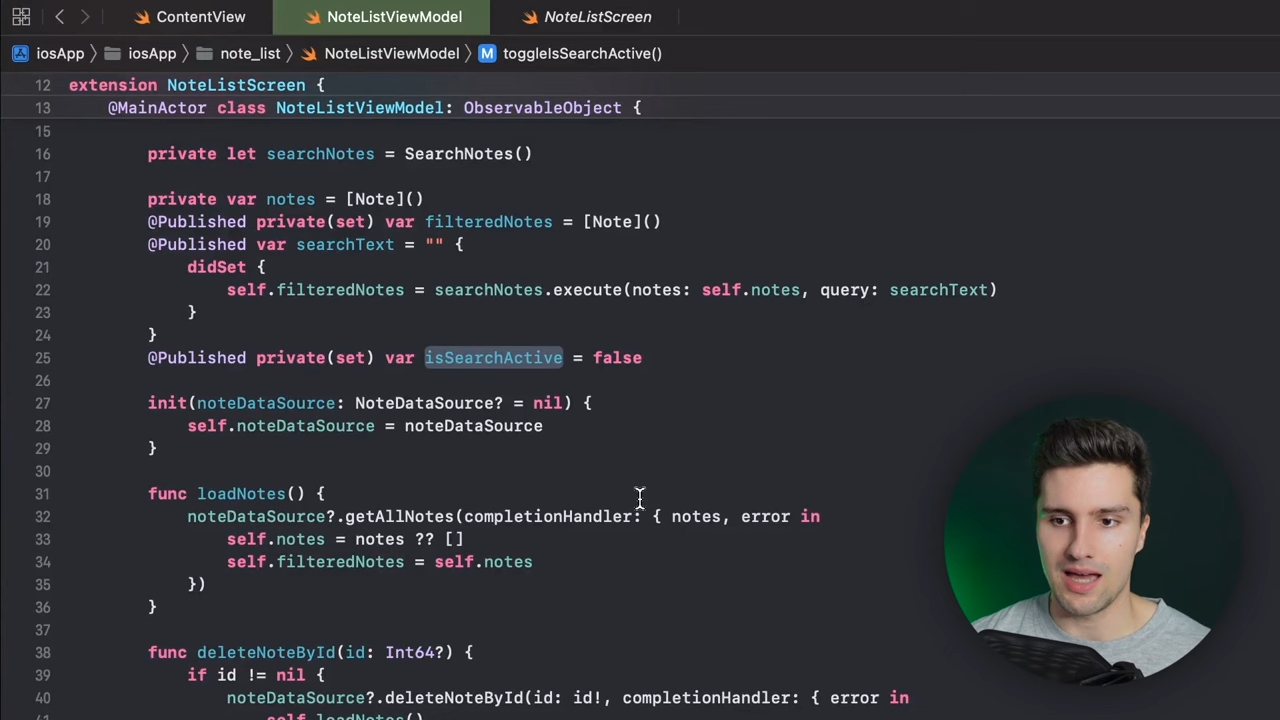 ContentView
NoteListViewModel
NoteListScreen
iosApp
iosApp
note_list
NoteListViewModel
M
toggleIsSearchActive()
12 extension NoteListScreen {
13 @MainActor class NoteListViewModel: ObservableObject {
15
16 private let searchNotes = SearchNotes()
17
18 private var notes = [Note]()
19 @Published private(set) var filteredNotes = [Note]()
20 @Published var searchText = "" {
21 didSet {
22 self.filteredNotes = searchNotes.execute(notes: self.notes, query: searchText)
23 }
24 }
25 @Published private(set) var isSearchActive = false
26
27 init(noteDataSource: NoteDataSource? = nil) {
28 self.noteDataSource = noteDataSource
29 }
30
31 func loadNotes() {
32 noteDataSource?.getAllNotes(completionHandler: { notes, error in
33 self.notes = notes ?? []
34 self.filteredNotes = self.notes
35 })
36 }
37
38 func deleteNoteById(id: Int64?) {
39 if id != nil {
40 noteDataSource?.deleteNoteById(id: id!, completionHandler: { error in
41 self.loadNotes()